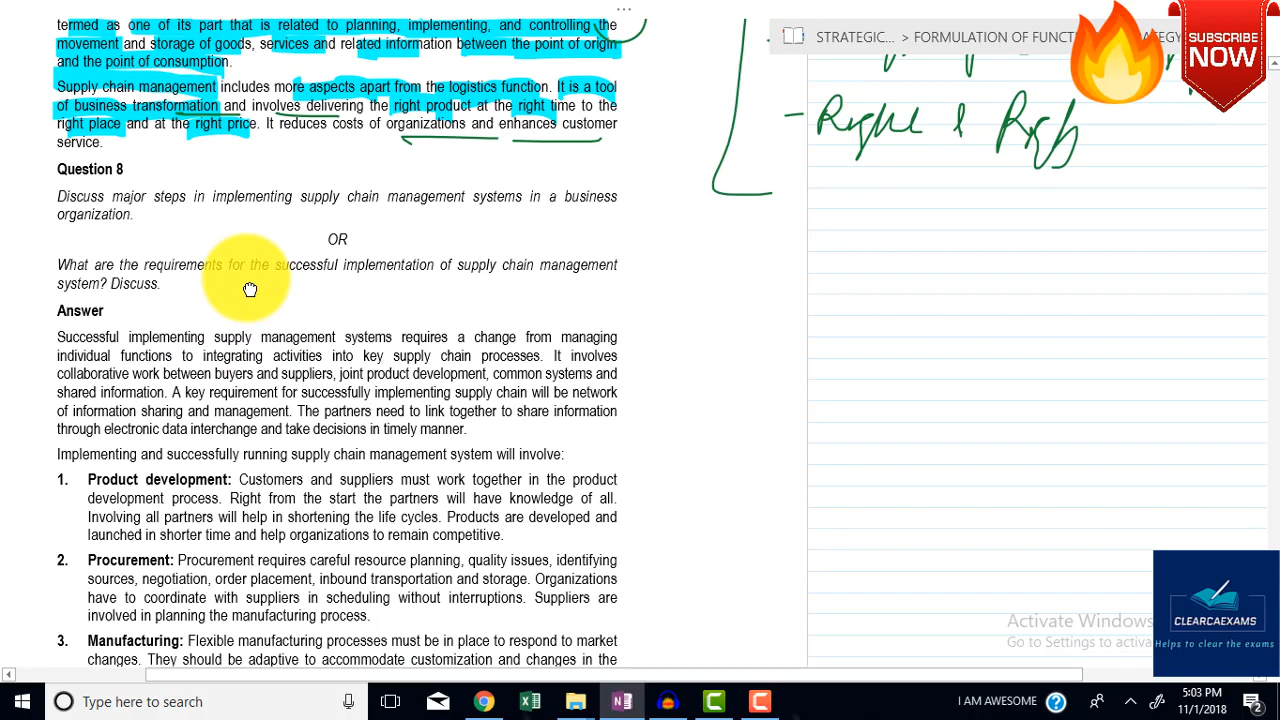 ...
termed as one of its part that is related to planning, implementing, and controlling the
movement and storage of goods, services and related information between the point of origin
and the point of consumption.
Supply chain management includes more aspects apart from the logistics function. It is a tool
of business transformation and involves delivering the right product at the right time to the
right place and at the right price. It reduces costs of organizations and enhances customer
service.
Question 8
Discuss major steps in implementing supply chain management systems in a business
organization.
OR
What are the requirements for the successful implementation of supply chain management
system? Discuss.
Answer
Successful implementing supply management systems requires a change from managing
individual functions to integrating activities into key supply chain processes. It involves
collaborative work between buyers and suppliers, joint product development, common systems and
shared information. A key requirement for successfully implementing supply chain will be network
of information sharing and management. The partners need to link together to share information
through electronic data interchange and take decisions in timely manner.
Implementing and successfully running supply chain management system will involve:
1. Product development: Customers and suppliers must work together in the product
development process. Right from the start the partners will have knowledge of all.
Involving all partners will help in shortening the life cycles. Products are developed and
launched in shorter time and help organizations to remain competitive.
2. Procurement: Procurement requires careful resource planning, quality issues, identifying
sources, negotiation, order placement, inbound transportation and storage. Organizations
have to coordinate with suppliers in scheduling without interruptions. Suppliers are
involved in planning the manufacturing process.
3. Manufacturing: Flexible manufacturing processes must be in place to respond to market
changes. They should be adaptive to accommodate customization and changes in the
STRATEGIC... > FORMULATION OF FUNCT
TEGY
SUBSCRIBE
NOW
- Right & Right
Activate Windows
Go to Settings to activa
CLEARCAEXAMS
Helps to clear the exams
Type here to search
I AM AWESOME
5:03 PM
11/1/2018
2